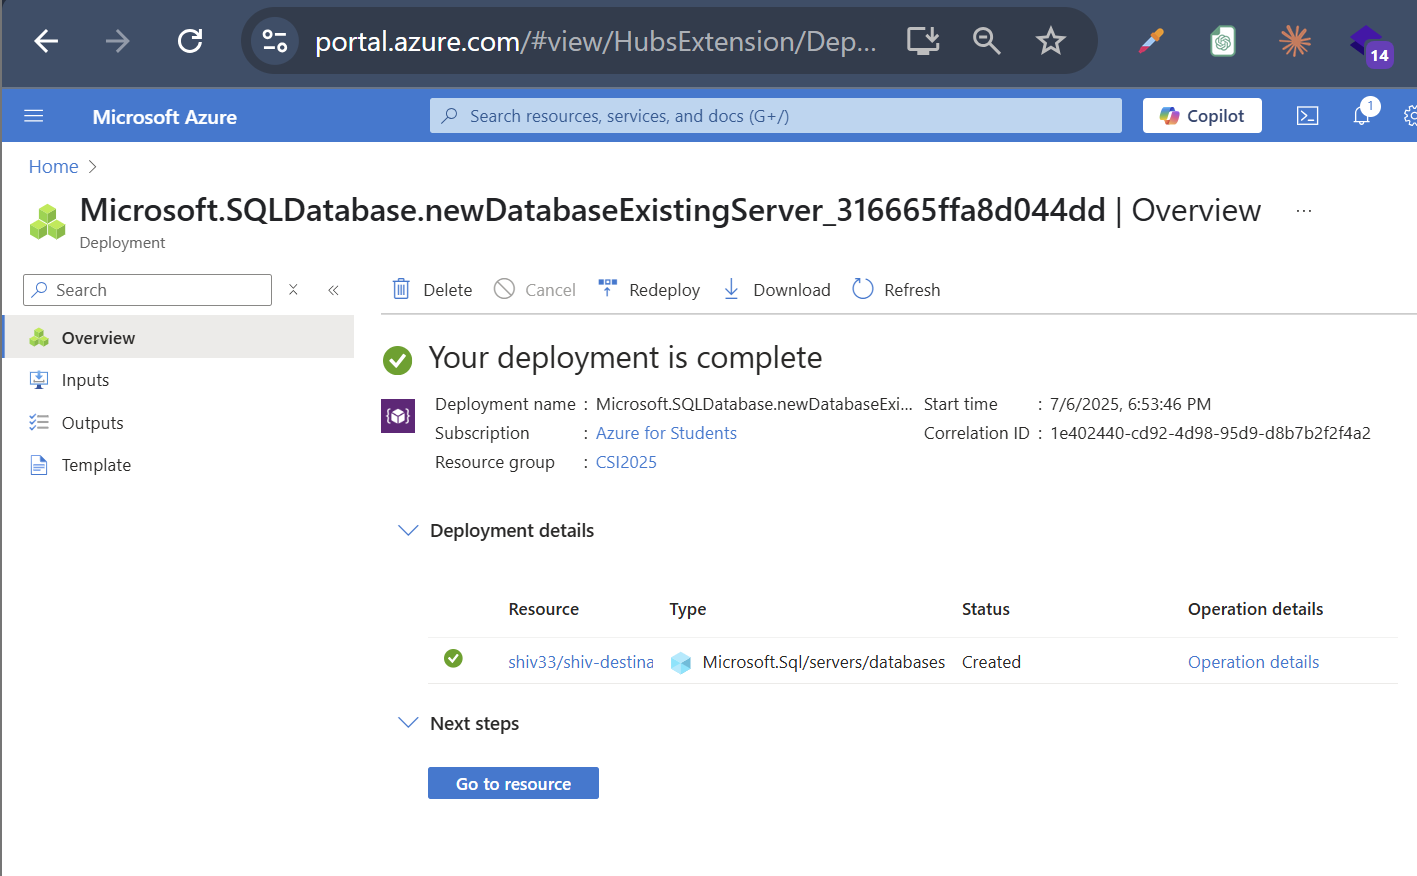 portal.azure.com/#view/HubsExtension/Dep...
14
Microsoft Azure
Search resources, services, and docs (G+/)
Copilot
1
Home
Microsoft.SQLDatabase.newDatabaseExistingServer_316665ffa8d044dd | Overview
...
Deployment
Search
Delete
Cancel
Redeploy
Download
Refresh
Overview
Inputs
Outputs
Template
Your deployment is complete
Deployment name : Microsoft.SQLDatabase.newDatabaseExi...
Subscription : Azure for Students
Resource group : CSI2025
Start time : 7/6/2025, 6:53:46 PM
Correlation ID : 1e402440-cd92-4d98-95d9-d8b7b2f2f4a2
Deployment details
Resource Type Status Operation details
shiv33/shiv-destina Microsoft.Sql/servers/databases Created Operation details
Next steps
Go to resource